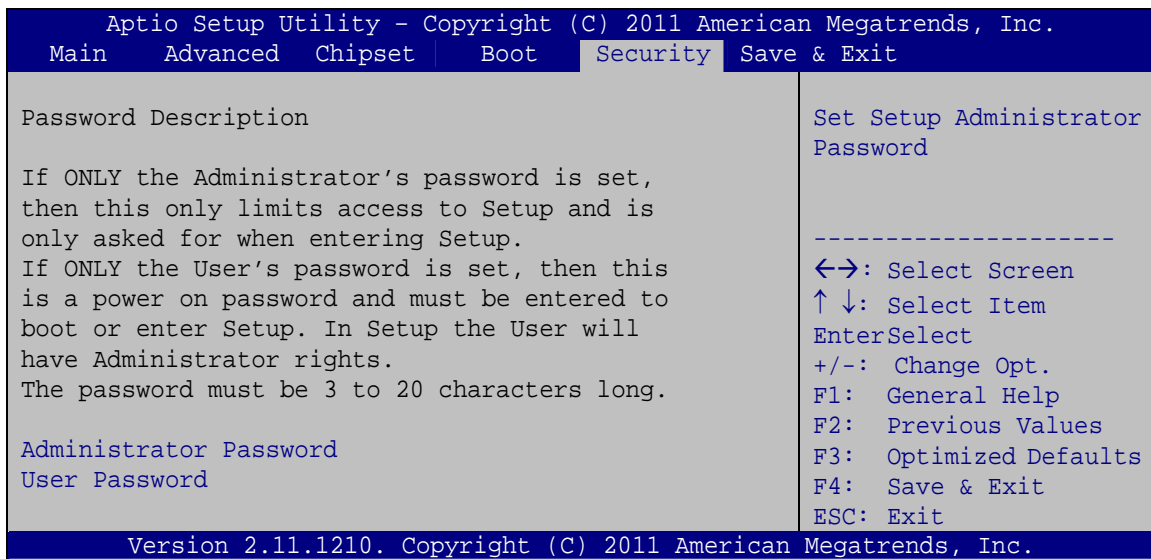 Aptio Setup Utility – Copyright (C) 2011 American Megatrends, Inc.
Main Advanced Chipset Boot Security Save & Exit
Password Description
If ONLY the Administrator's password is set,
then this only limits access to Setup and is
only asked for when entering Setup.
If ONLY the User's password is set, then this
is a power on password and must be entered to
boot or enter Setup. In Setup the User will
have Administrator rights.
The password must be 3 to 20 characters long.
Administrator Password
User Password
Set Setup Administrator
Password
---------------------
←→: Select Screen
↑ ↓: Select Item
EnterSelect
+/-: Change Opt.
F1: General Help
F2: Previous Values
F3: Optimized Defaults
F4: Save & Exit
ESC: Exit
Version 2.11.1210. Copyright (C) 2011 American Megatrends, Inc.